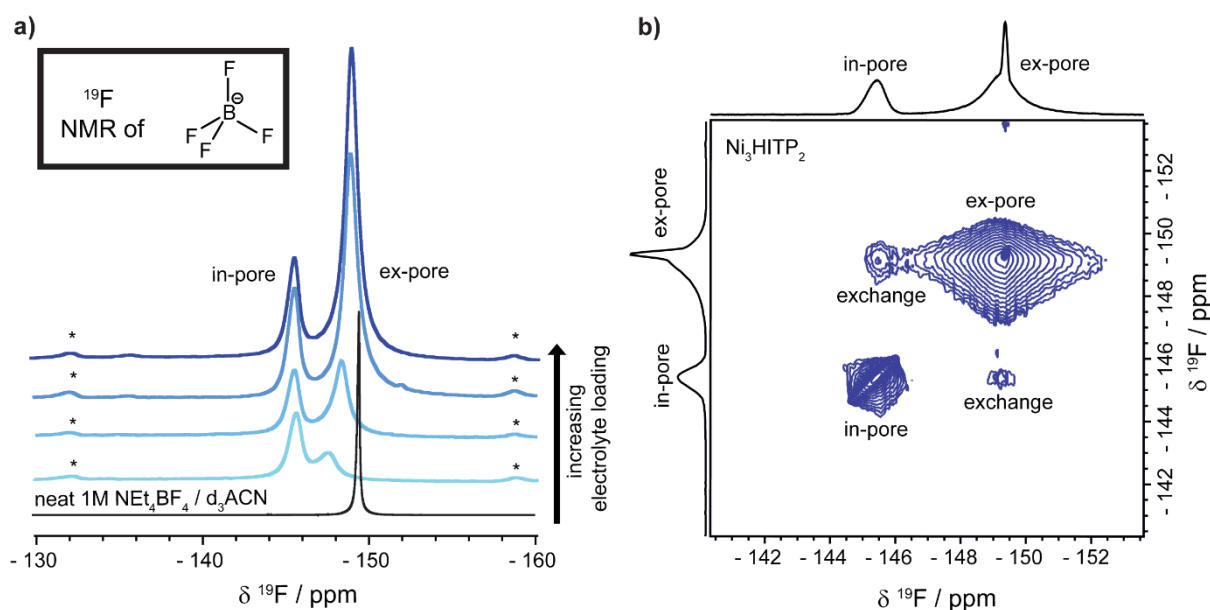 a)
¹⁹F
NMR of
F
B
⊖
F
F
F
in-pore
ex-pore
*
*
*
*
*
*
*
*
neat 1M NEt₄BF₄ / d₃ACN
increasing
electrolyte loading
- 130
- 140
- 150
- 160
δ ¹⁹F / ppm
b)
in-pore
ex-pore
ex-pore
in-pore
Ni₃HITP₂
ex-pore
exchange
exchange
in-pore
- 152
- 150
- 148
- 146
- 144
- 142
δ ¹⁹F / ppm
- 142
- 144
- 146
- 148
- 150
- 152
δ ¹⁹F / ppm